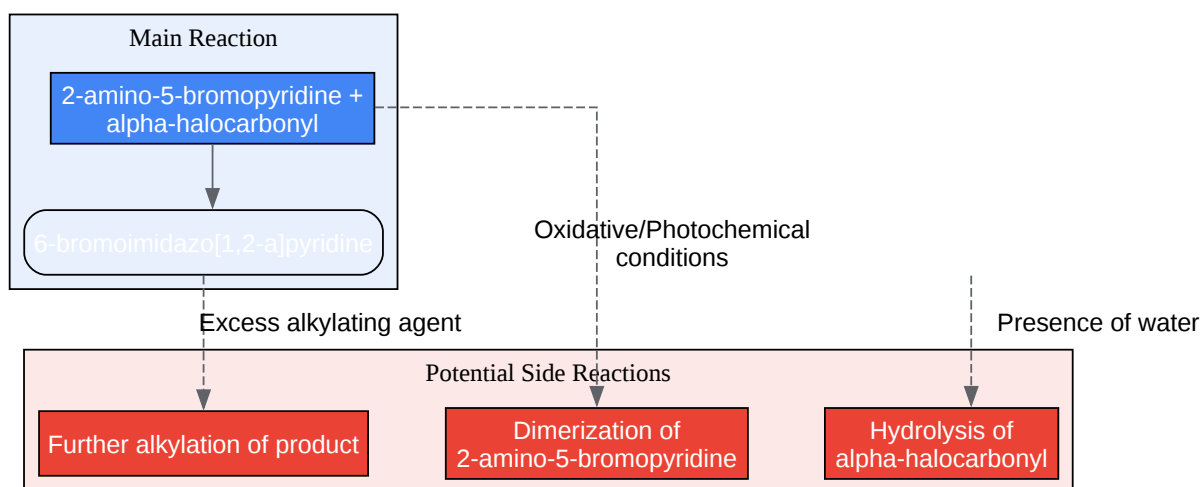 Main Reaction
2-amino-5-bromopyridine +
alpha-halocarbonyl
6-bromoimidazo[1,2-a]pyridine
Oxidative/Photochemical
conditions
Excess alkylating agent
Presence of water
Potential Side Reactions
Further alkylation of product
Dimerization of
2-amino-5-bromopyridine
Hydrolysis of
alpha-halocarbonyl